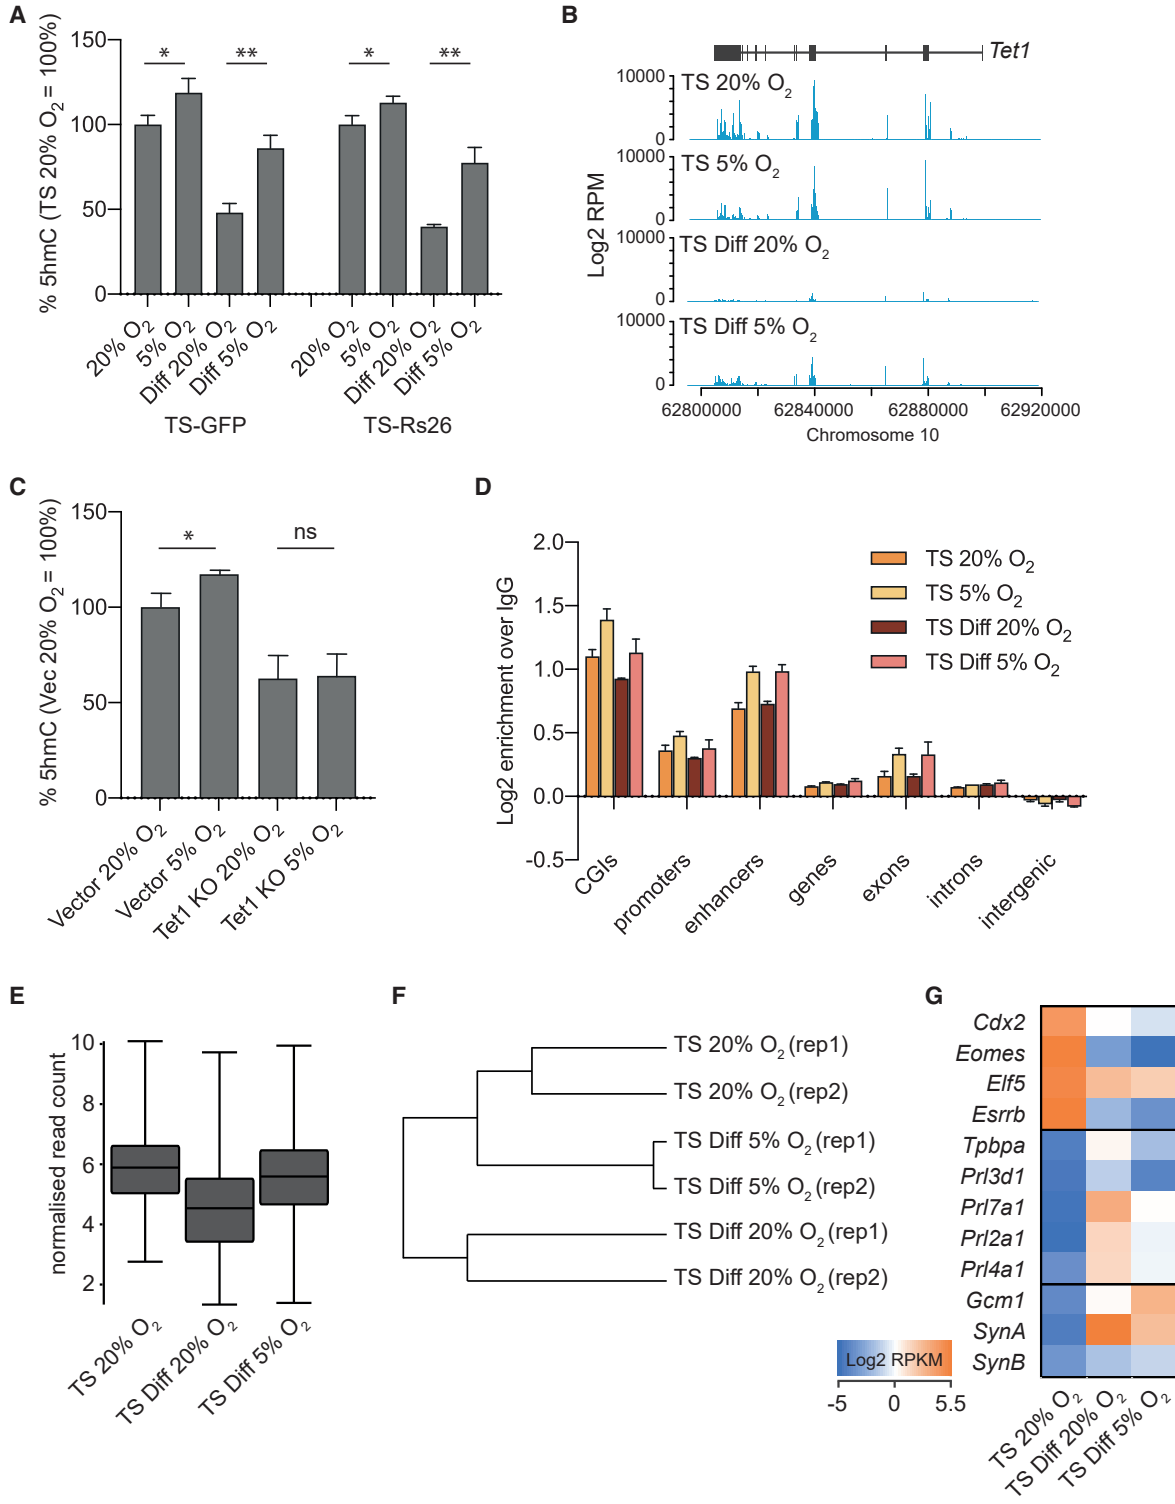 A
% 5hmC (TS 20% O2 = 100%)
150
100
50
0
* ** * **
20% O2
5% O2
Diff 20% O2
Diff 5% O2
20% O2
5% O2
Diff 20% O2
Diff 5% O2
TS-GFP
TS-Rs26
B
Tet1
Log2 RPM
10000
TS 20% O2
0
10000
TS 5% O2
0
10000
TS Diff 20% O2
0
10000
TS Diff 5% O2
0
62800000 62840000 62880000 62920000
Chromosome 10
C
% 5hmC (Vec 20% O2 = 100%)
150
100
50
0
* ns
Vector 20% O2
Vector 5% O2
Tet1 KO 20% O2
Tet1 KO 5% O2
D
Log2 enrichment over IgG
2.0
1.5
1.0
0.5
0.0
-0.5
TS 20% O2
TS 5% O2
TS Diff 20% O2
TS Diff 5% O2
CGIs
promoters
enhancers
genes
exons
introns
intergenic
E
normalised read count
10
8
6
4
2
TS 20% O2
TS Diff 20% O2
TS Diff 5% O2
F
TS 20% O2 (rep1)
TS 20% O2 (rep2)
TS Diff 5% O2 (rep1)
TS Diff 5% O2 (rep2)
TS Diff 20% O2 (rep1)
TS Diff 20% O2 (rep2)
G
Cdx2
Eomes
Elf5
Esrrb
Tpbpa
Prl3d1
Prl7a1
Prl2a1
Prl4a1
Gcm1
SynA
SynB
Log2 RPKM
-5 0 5.5
TS 20% O2
TS Diff 20% O2
TS Diff 5% O2